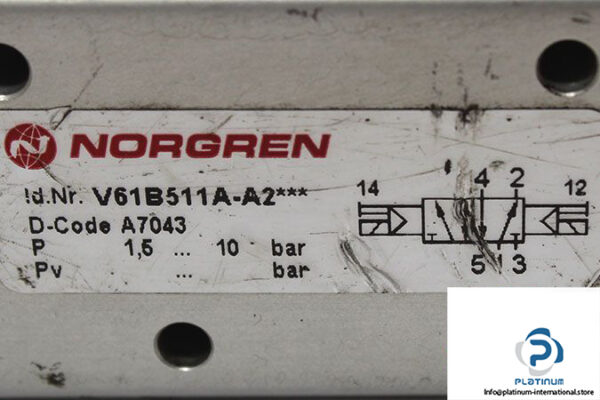 NORGREN
Id.Nr. V61B511A-A2***
D-Code A7043
P 1,5 ... 10 bar
Pv ... bar
14 4 2 12
5 3
P
PLATINUM
Info@platinum-international.store